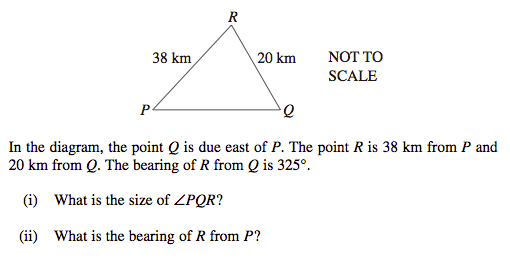 R
38 km 20 km NOT TO
SCALE
P Q
In the diagram, the point Q is due east of P. The point R is 38 km from P and
20 km from Q. The bearing of R from Q is 325°.
(i) What is the size of ∠PQR?
(ii) What is the bearing of R from P?